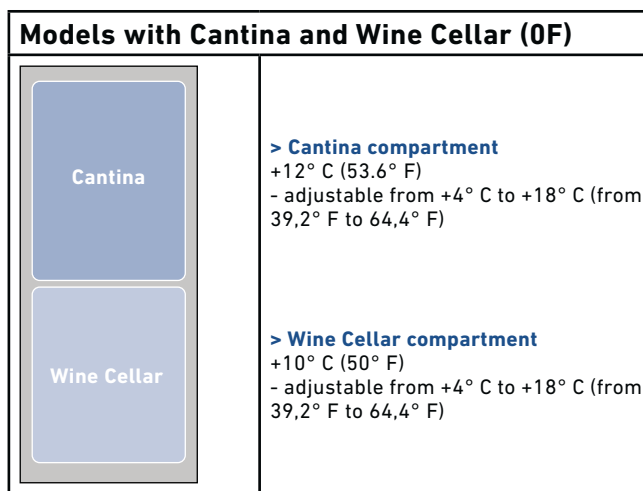 Models with Cantina and Wine Cellar (0F)
Cantina
> Cantina compartment
+12° C (53.6° F)
- adjustable from +4° C to +18° C (from
39,2° F to 64,4° F)
Wine Cellar
> Wine Cellar compartment
+10° C (50° F)
- adjustable from +4° C to +18° C (from
39,2° F to 64,4° F)